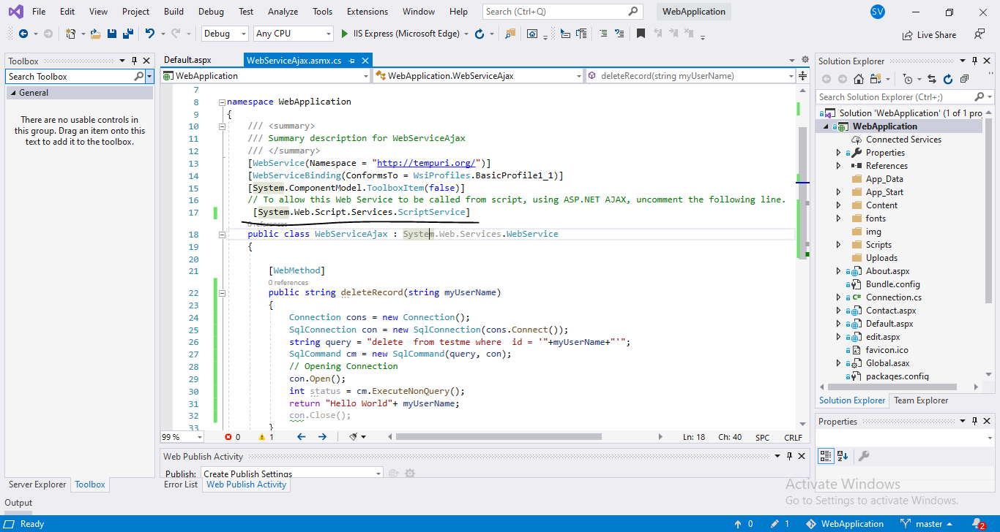 File Edit View Project Build Debug Test Analyze Tools Extensions Window Help Search (Ctrl+Q) WebApplication SV
Debug Any CPU IIS Express (Microsoft Edge) Live Share
Toolbox
Search Toolbox
General
There are no usable controls in
this group. Drag an item onto this
text to add it to the toolbox.
Server Explorer Toolbox
Default.aspx WebServiceAjax.asmx.cs
WebApplication WebApplication.WebServiceAjax deleteRecord(string myUserName)
7
8 namespace WebApplication
9 {
10 /// <summary>
11 /// Summary description for WebServiceAjax
12 /// </summary>
13 [WebService(Namespace = "http://tempuri.org/")]
14 [WebServiceBinding(ConformsTo = WsiProfiles.BasicProfile1_1)]
15 [System.ComponentModel.ToolboxItem(false)]
16 // To allow this Web Service to be called from script, using ASP.NET AJAX, uncomment the following line.
17 [System.Web.Script.Services.ScriptService]
0 references
18 public class WebServiceAjax : System.Web.Services.WebService
19 {
20
21 [WebMethod]
0 references
22 public string deleteRecord(string myUserName)
23 {
24 Connection cons = new Connection();
25 SqlConnection con = new SqlConnection(cons.Connect());
26 string query = "delete  from testme where  id = '"+myUserName+"'";
27 SqlCommand cm = new SqlCommand(query, con);
28 // Opening Connection
29 con.Open();
30 int status = cm.ExecuteNonQuery();
31 return "Hello World"+ myUserName;
32 con.Close();
33 }
99 % 0 1 Ln: 18 Ch: 40 SPC CRLF
Web Publish Activity
Publish: Create Publish Settings
Error List Web Publish Activity
Solution Explorer
Search Solution Explorer (Ctrl+;)
Solution 'WebApplication' (1 of 1 pro
WebApplication
Connected Services
Properties
References
App_Data
App_Start
Content
fonts
img
Scripts
Uploads
About.aspx
Bundle.config
Connection.cs
Contact.aspx
Default.aspx
edit.aspx
favicon.ico
Global.asax
packages.config
Solution Explorer Team Explorer
Properties
Activate Windows
Go to Settings to activate Windows.
Output
Ready 0 1 WebApplication master 2